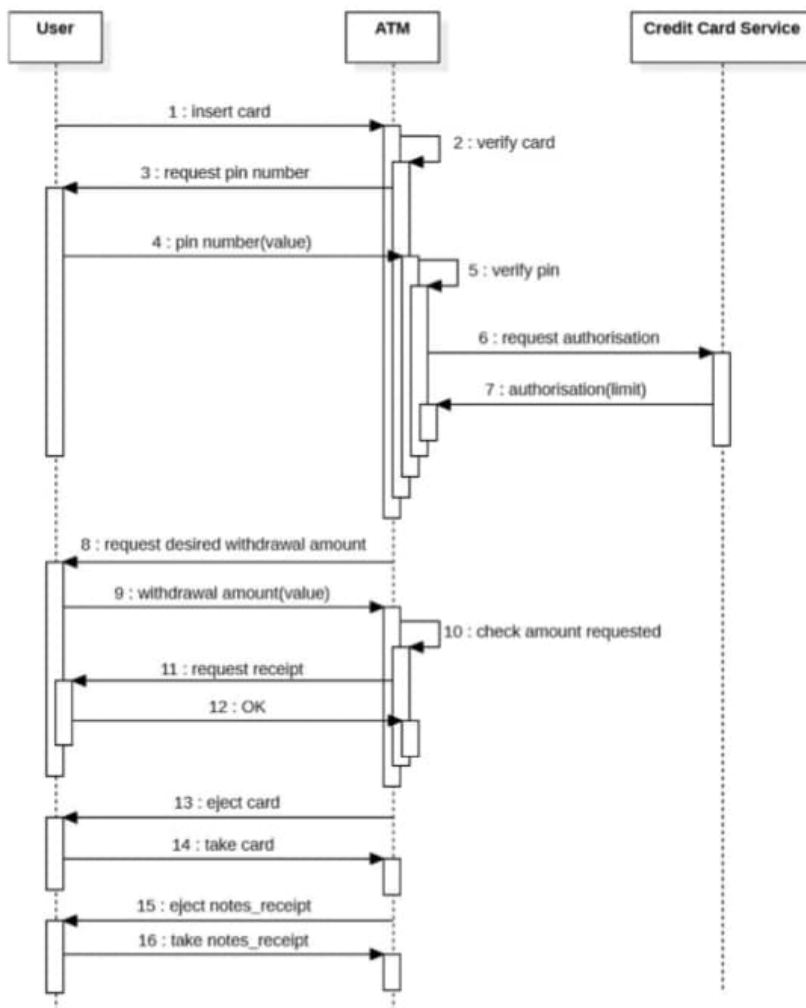 User
ATM
Credit Card Service
1 : insert card
2 : verify card
3 : request pin number
4 : pin number(value)
5 : verify pin
6 : request authorisation
7 : authorisation(limit)
8 : request desired withdrawal amount
9 : withdrawal amount(value)
10 : check amount requested
11 : request receipt
12 : OK
13 : eject card
14 : take card
15 : eject notes_receipt
16 : take notes_receipt